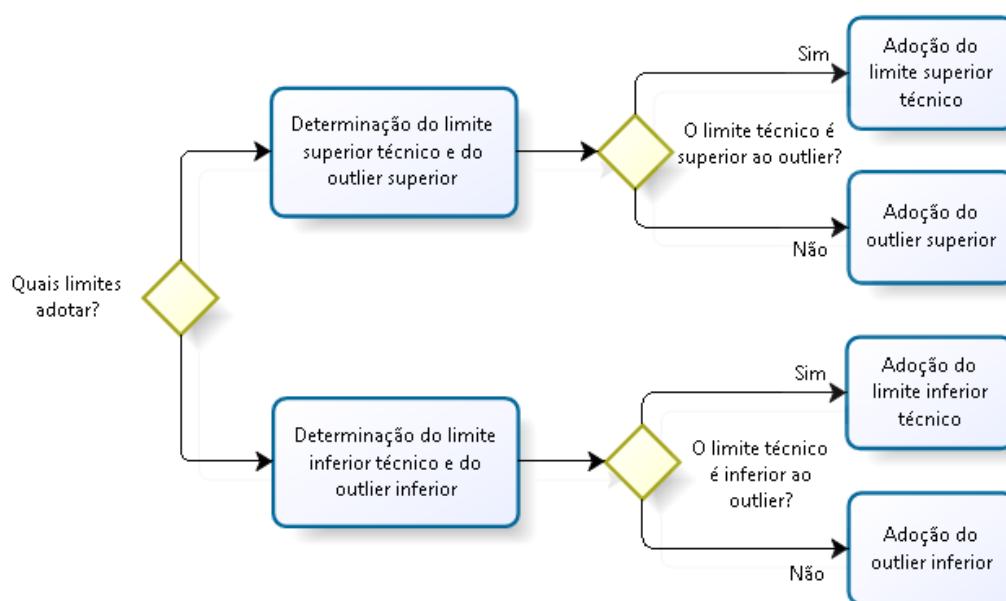 Quais limites
adotar?
Determinação do limite
superior técnico e do
outlier superior
O limite técnico é
superior ao outlier?
Sim
Adoção do
limite superior
técnico
Não
Adoção do
outlier superior
Determinação do limite
inferior técnico e do
outlier inferior
O limite técnico
é inferior ao
outlier?
Sim
Adoção do
limite inferior
técnico
Não
Adoção do
outlier inferior